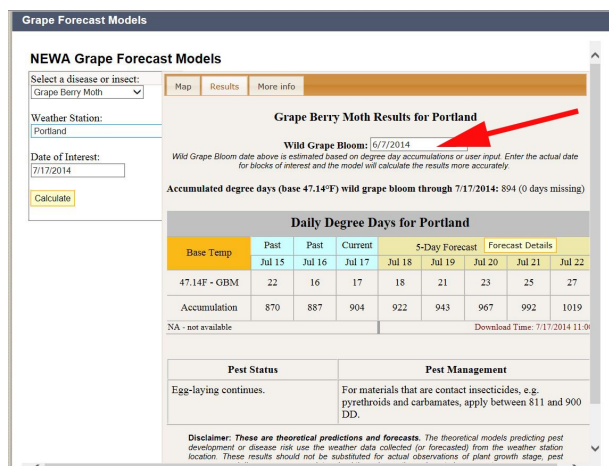 Grape Forecast Models
NEWA Grape Forecast Models
Select a disease or insect:
Grape Berry Moth
Weather Station:
Portland
Date of Interest:
7/17/2014
Calculate
Map Results More info
Grape Berry Moth Results for Portland
Wild Grape Bloom: 6/7/2014
Wild Grape Bloom date above is estimated based on degree day accumulations or user input. Enter the actual date
for blocks of interest and the model will calculate the results more accurately.
Accumulated degree days (base 47.14°F) wild grape bloom through 7/17/2014: 894 (0 days missing)
Daily Degree Days for Portland
Base Temp Past Past Current 5-Day Forecast Forecast Details
Jul 15 Jul 16 Jul 17 Jul 18 Jul 19 Jul 20 Jul 21 Jul 22
47.14F - GBM 22 16 17 18 21 23 25 27
Accumulation 870 887 904 922 943 967 992 1019
NA - not available Download Time: 7/17/2014 11:00
Pest Status Pest Management
Egg-laying continues. For materials that are contact insecticides, e.g.
pyrethroids and carbamates, apply between 811 and 900
DD.
Disclaimer: These are theoretical predictions and forecasts. The theoretical models predicting pest
development or disease risk use the weather data collected (or forecasted) from the weather station
location. These results should not be substituted for actual observations of plant growth stage, pest